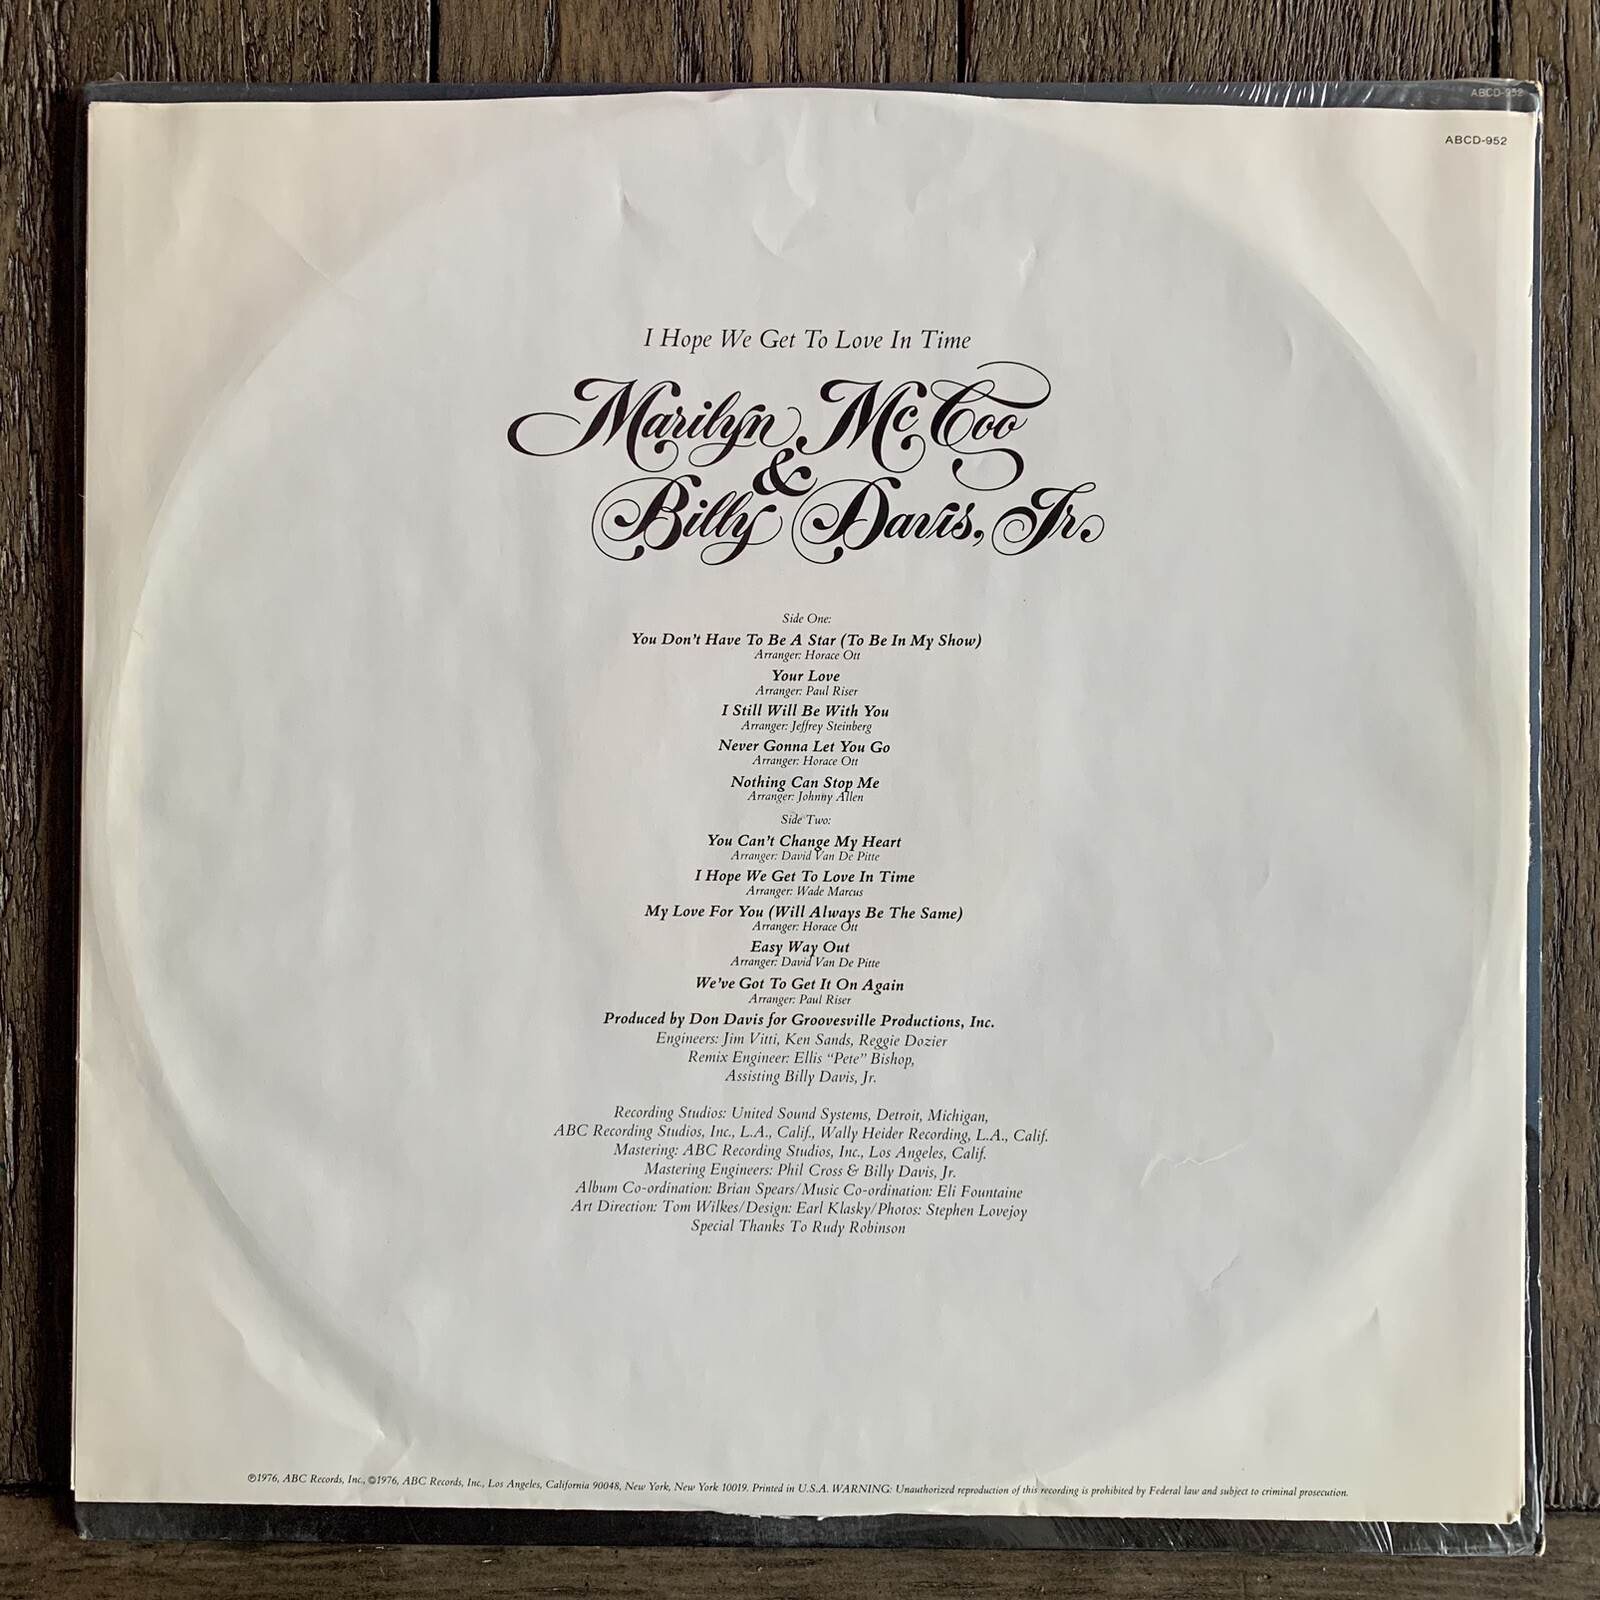 ABCD-952
ABCD-952
I Hope We Get To Love In Time
Marilyn McCoo
&
Billy Davis, Jr.
Side One:
You Don't Have To Be A Star (To Be In My Show)
Arranger: Horace Ott
Your Love
Arranger: Paul Riser
I Still Will Be With You
Arranger: Jeffrey Steinberg
Never Gonna Let You Go
Arranger: Horace Ott
Nothing Can Stop Me
Arranger: Johnny Allen
Side Two:
You Can't Change My Heart
Arranger: David Van De Pitte
I Hope We Get To Love In Time
Arranger: Wade Marcus
My Love For You (Will Always Be The Same)
Arranger: Horace Ott
Easy Way Out
Arranger: David Van De Pitte
We've Got To Get It On Again
Arranger: Paul Riser
Produced by Don Davis for Groovesville Productions, Inc.
Engineers: Jim Vitti, Ken Sands, Reggie Dozier
Remix Engineer: Ellis “Pete” Bishop,
Assisting Billy Davis, Jr.
Recording Studios: United Sound Systems, Detroit, Michigan,
ABC Recording Studios, Inc., L.A., Calif., Wally Heider Recording, L.A., Calif.
Mastering: ABC Recording Studios, Inc., Los Angeles, Calif.
Mastering Engineers: Phil Cross & Billy Davis, Jr.
Album Co-ordination: Brian Spears/Music Co-ordination: Eli Fountaine
Art Direction: Tom Wilkes/Design: Earl Klasky/Photos: Stephen Lovejoy
Special Thanks To Rudy Robinson
℗1976, ABC Records, Inc., ©1976, ABC Records, Inc., Los Angeles, California 90048, New York, New York 10019. Printed in U.S.A. WARNING: Unauthorized reproduction of this recording is prohibited by Federal law and subject to criminal prosecution.